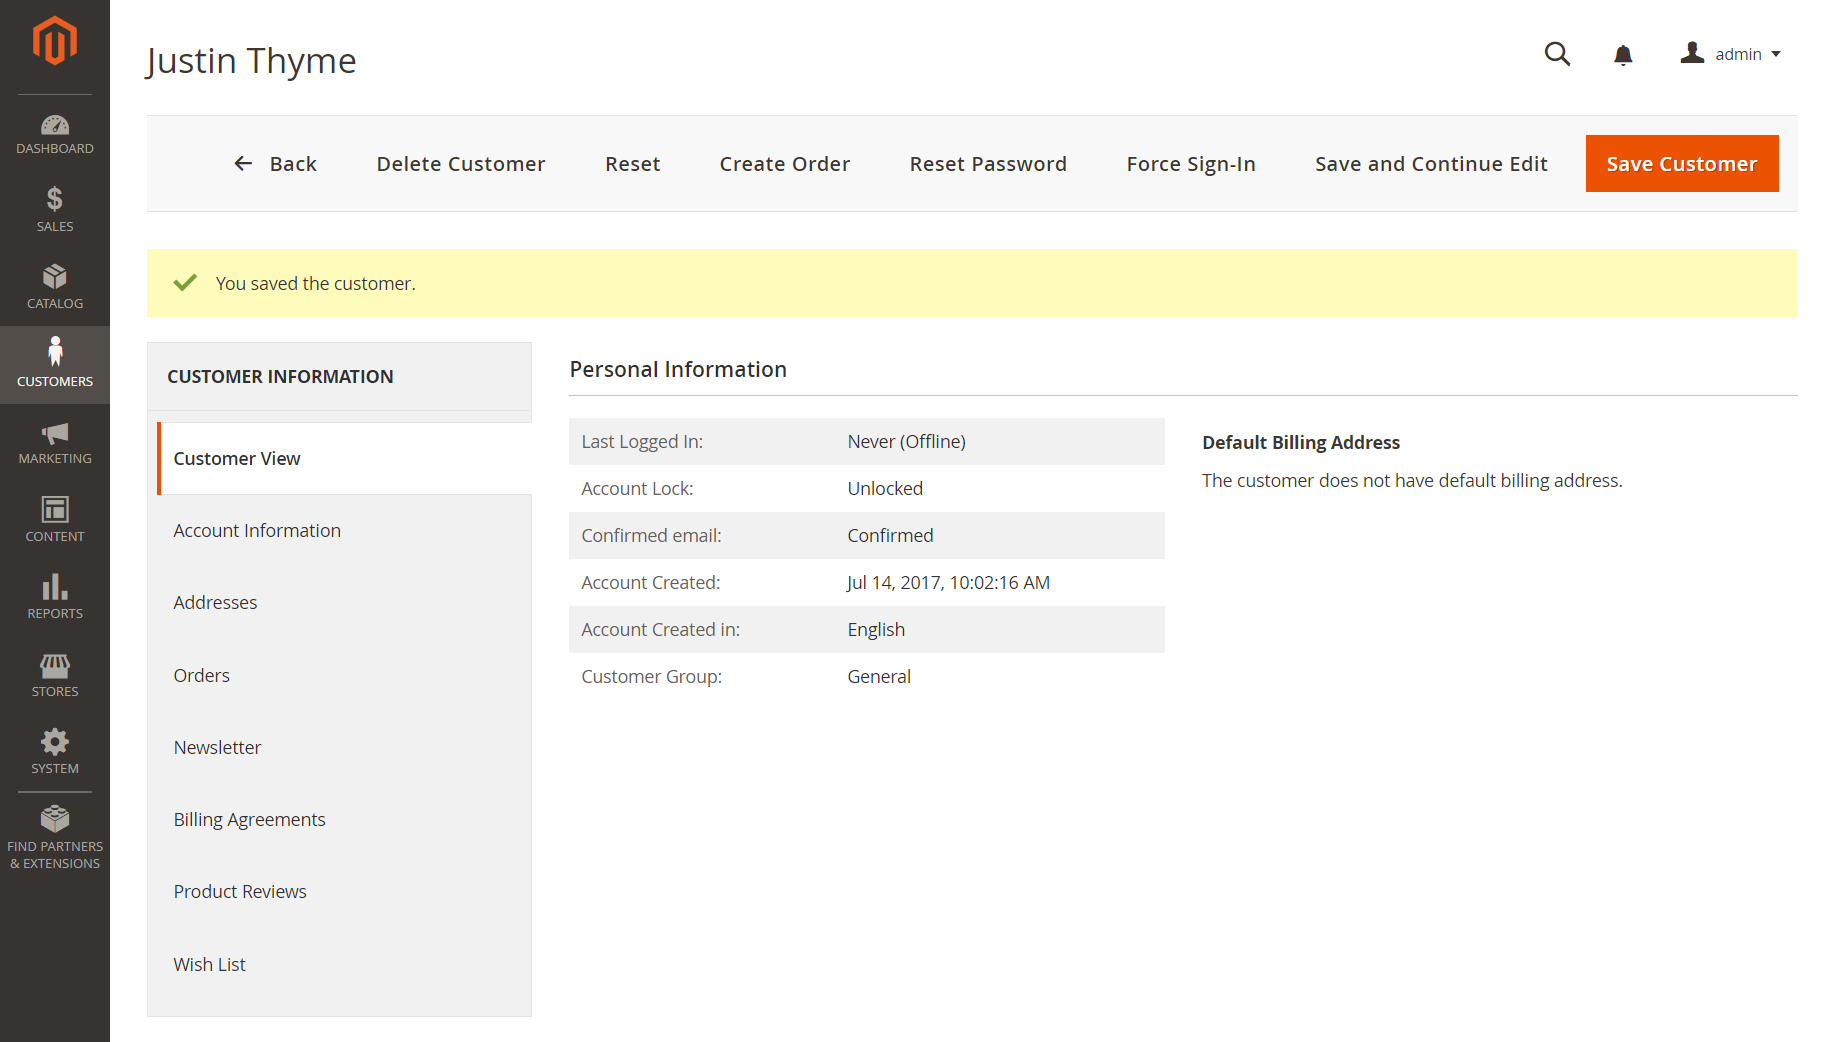 Justin Thyme
admin
DASHBOARD
SALES
CATALOG
CUSTOMERS
MARKETING
CONTENT
REPORTS
STORES
SYSTEM
FIND PARTNERS
& EXTENSIONS
Back
Delete Customer
Reset
Create Order
Reset Password
Force Sign-In
Save and Continue Edit
Save Customer
You saved the customer.
CUSTOMER INFORMATION
Customer View
Account Information
Addresses
Orders
Newsletter
Billing Agreements
Product Reviews
Wish List
Personal Information
Last Logged In: Never (Offline)
Account Lock: Unlocked
Confirmed email: Confirmed
Account Created: Jul 14, 2017, 10:02:16 AM
Account Created in: English
Customer Group: General
Default Billing Address
The customer does not have default billing address.